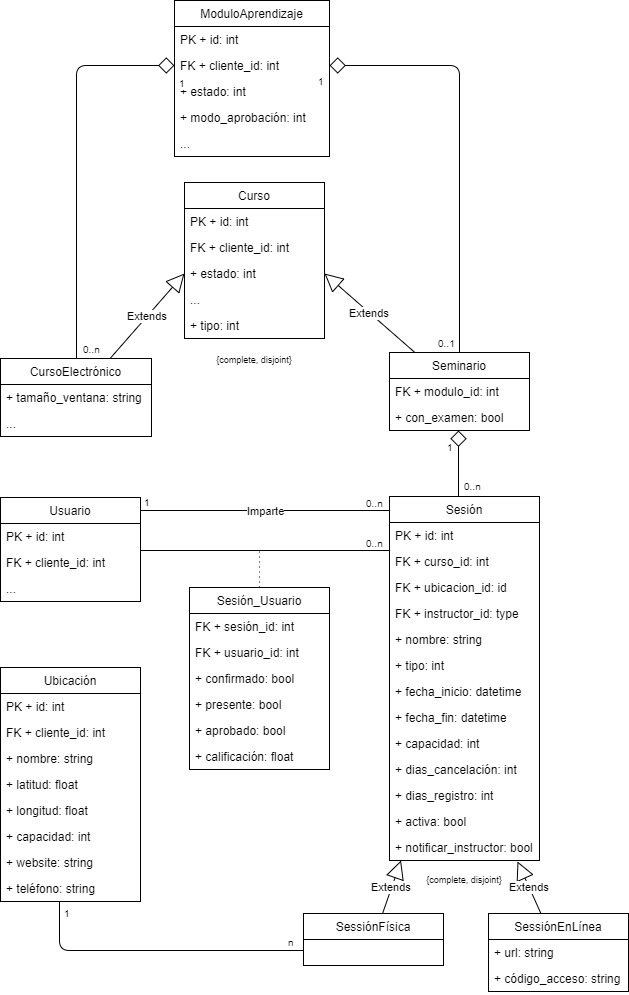 ModuloAprendizaje
PK + id: int
FK + cliente_id: int
+ estado: int
+ modo_aprobación: int
...
1
1
Curso
PK + id: int
FK + cliente_id: int
+ estado: int
...
+ tipo: int
Extends
Extends
{complete, disjoint}
0..n
0..1
CursoElectrónico
+ tamaño_ventana: string
...
Seminario
FK + modulo_id: int
+ con_examen: bool
1
0..n
Usuario
PK + id: int
FK + cliente_id: int
...
1
Imparte
0..n
0..n
Sesión
PK + id: int
FK + curso_id: int
FK + ubicacion_id: id
FK + instructor_id: type
+ nombre: string
+ tipo: int
+ fecha_inicio: datetime
+ fecha_fin: datetime
+ capacidad: int
+ dias_cancelación: int
+ dias_registro: int
+ activa: bool
+ notificar_instructor: bool
Sesión_Usuario
FK + sesión_id: int
FK + usuario_id: int
+ confirmado: bool
+ presente: bool
+ aprobado: bool
+ calificación: float
Ubicación
PK + id: int
FK + cliente_id: int
+ nombre: string
+ latitud: float
+ longitud: float
+ capacidad: int
+ website: string
+ teléfono: string
1
n
Extends
{complete, disjoint}
Extends
SessiónFísica
SessiónEnLínea
+ url: string
+ código_acceso: string